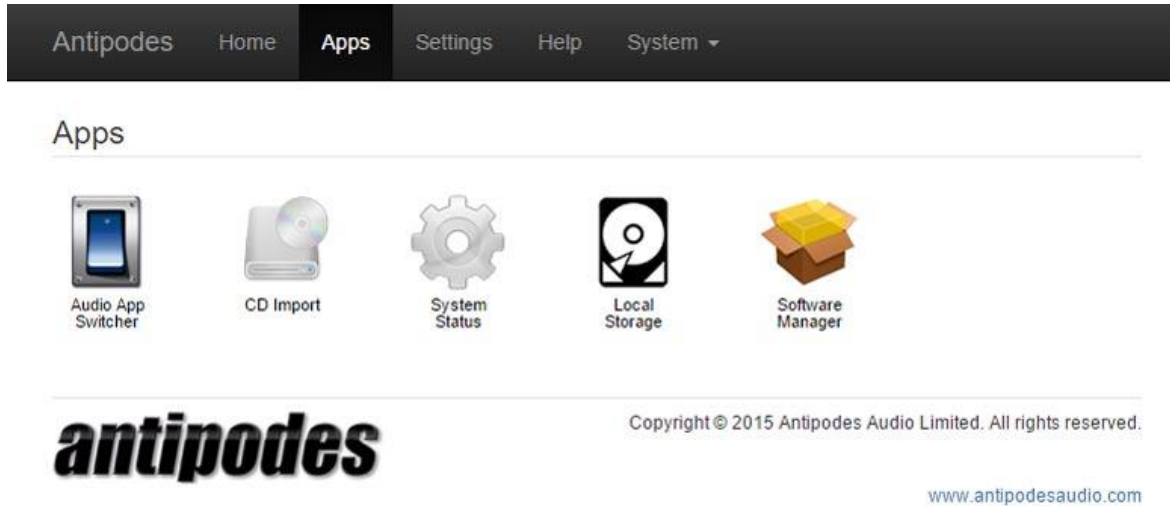 Antipodes Home Apps Settings Help System
Apps
Audio App Switcher
CD Import
System Status
Local Storage
Software Manager
antipodes
Copyright © 2015 Antipodes Audio Limited. All rights reserved.
www.antipodesaudio.com